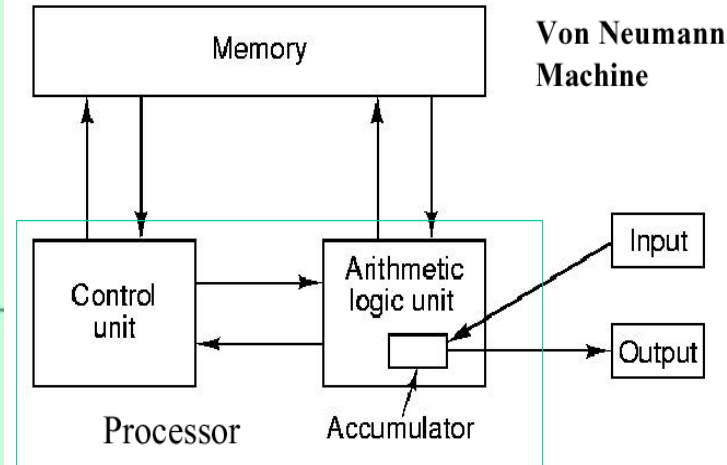 Memory
Von Neumann
Machine
Control
unit
Arithmetic
logic unit
Input
Output
Processor
Accumulator